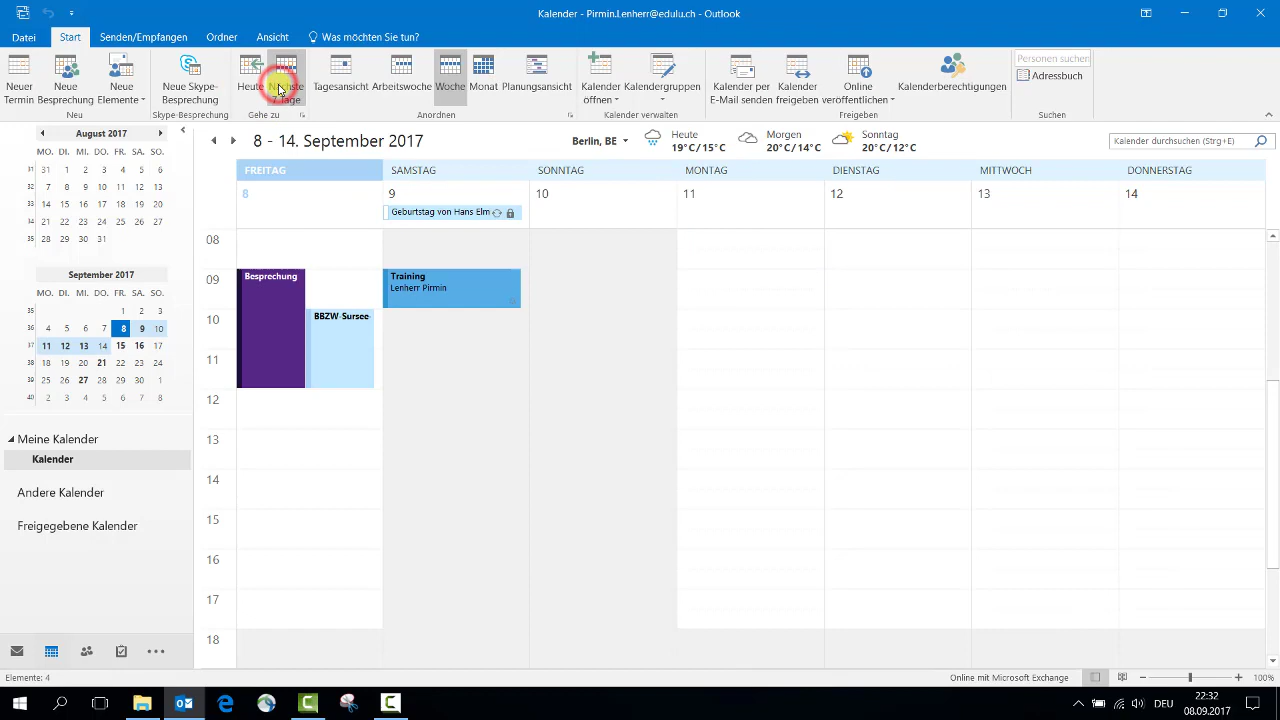 Kalender - Pirmin.Lenherr@edulu.ch - Outlook
Datei Start Senden/Empfangen Ordner Ansicht Was möchten Sie tun?
Neuer Termin
Neue Besprechung
Neue Elemente
Neue Skype-Besprechung
Heute
Nächste 7 Tage
Tagesansicht
Arbeitswoche
Woche
Monat
Planungsansicht
Kalender öffnen
Kalendergruppen
Kalender per E-Mail senden
Kalender freigeben
Online veröffentlichen
Kalenderberechtigungen
Personen suchen
Adressbuch
Neu Skype-Besprechung Gehe zu Anordnen Kalender verwalten Freigeben Suchen
August 2017
MO. DI. MI. DO. FR. SA. SO.
31 31 1 2 3 4 5 6
32 7 8 9 10 11 12 13
33 14 15 16 17 18 19 20
34 21 22 23 24 25 26 27
35 28 29 30 31
September 2017
MO. DI. MI. DO. FR. SA. SO.
35 1 2 3
36 4 5 6 7 8 9 10
37 11 12 13 14 15 16 17
38 18 19 20 21 22 23 24
39 25 26 27 28 29 30 1
40 2 3 4 5 6 7 8
Meine Kalender
Kalender
Andere Kalender
Freigegebene Kalender
8 - 14. September 2017
Berlin, BE
Heute
19°C/15°C
Morgen
20°C/14°C
Sonntag
20°C/12°C
Kalender durchsuchen (Strg+E)
FREITAG SAMSTAG SONNTAG MONTAG DIENSTAG MITTWOCH DONNERSTAG
8 9 10 11 12 13 14
Geburtstag von Hans Elm
08
09
10
11
12
13
14
15
16
17
18
Besprechung
BBZW-Sursee
Training
Lenherr Pirmin
Elemente: 4
Online mit Microsoft Exchange
100%
DEU
22:32
08.09.2017